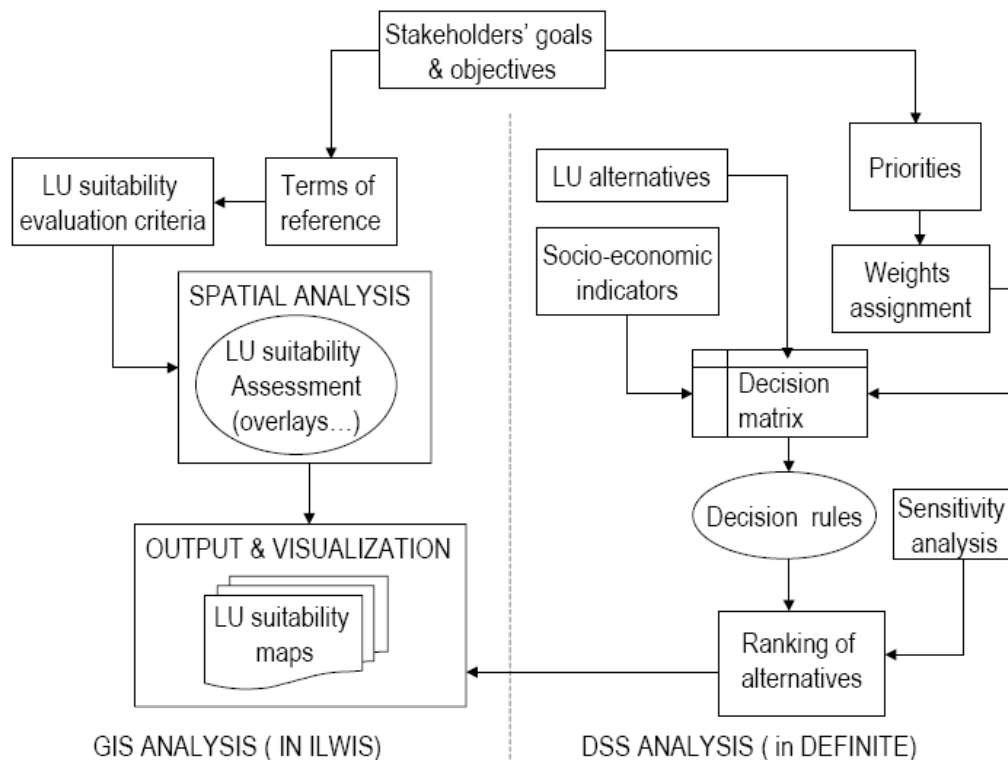 Stakeholders' goals
& objectives
LU suitability
evaluation criteria
Terms of
reference
SPATIAL ANALYSIS
LU suitability
Assessment
(overlays…)
OUTPUT & VISUALIZATION
LU suitability
maps
GIS ANALYSIS ( IN ILWIS)
LU alternatives
Priorities
Socio-economic
indicators
Weights
assignment
Decision
matrix
Decision rules
Sensitivity
analysis
Ranking of
alternatives
DSS ANALYSIS ( in DEFINITE)